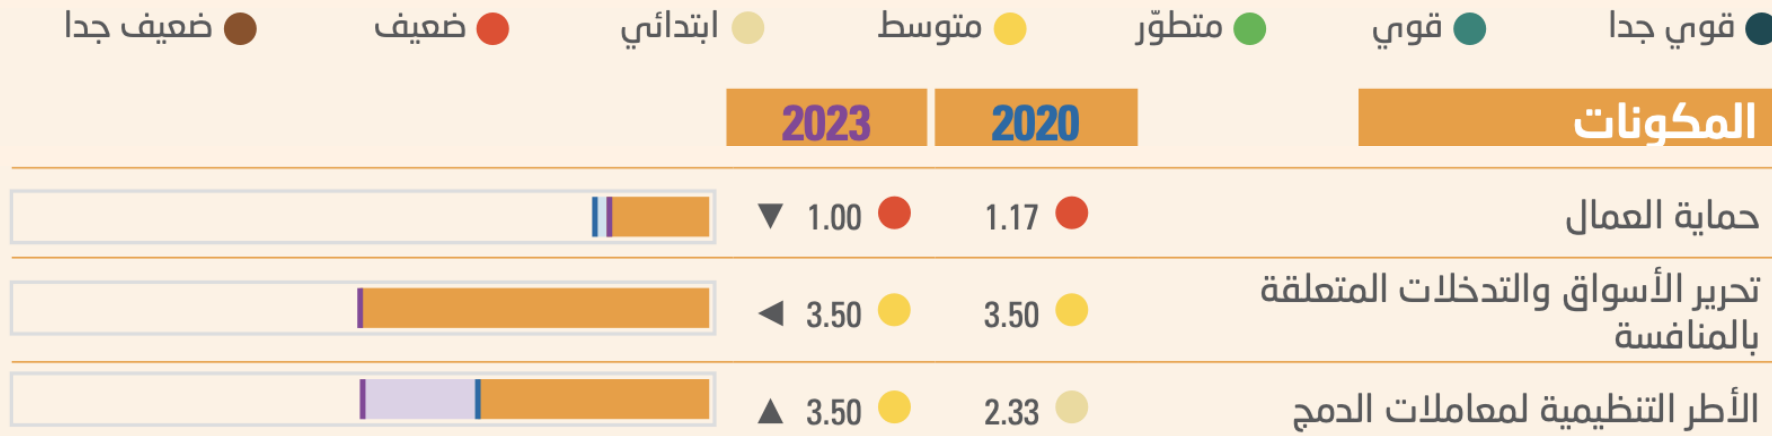 قوي جدا قوي متطوّر متوسط ابتدائي ضعيف ضعيف جدا
المكونات 2020 2023
حماية العمال 1.17 1.00
تحرير الأسواق والتدخلات المتعلقة
بالمنافسة 3.50 3.50
الأطر التنظيمية لمعاملات الدمج 2.33 3.50